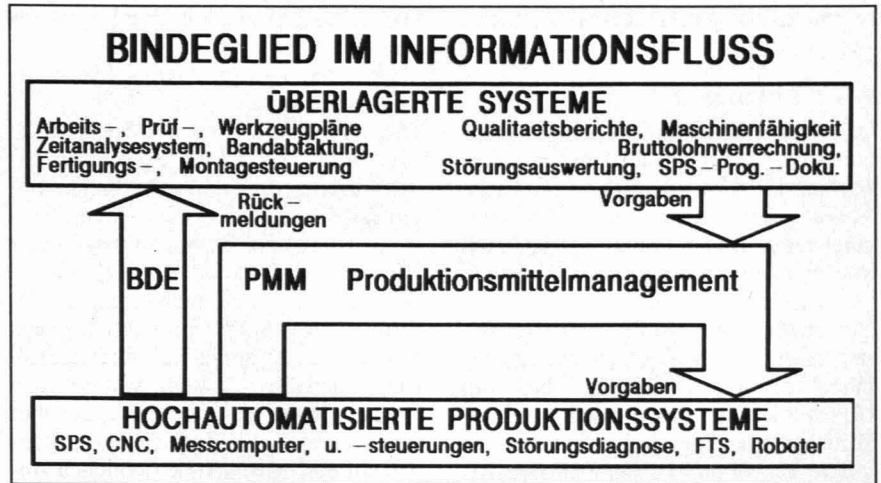 BINDEGLIED IM INFORMATIONSFLUSS
ÜBERLAGERTE SYSTEME
Arbeits-, Prüf-, Werkzeugpläne
Zeitanalysesystem, Bandabtaktung,
Fertigungs-, Montagesteuerung
Qualitaetsberichte, Maschinenfähigkeit
Bruttolohnverrechnung,
Störungsauswertung, SPS-Prog.-Doku.
Rück-
meldungen
Vorgaben
BDE
PMM Produktionsmittelmanagement
Vorgaben
HOCHAUTOMATISIERTE PRODUKTIONSSYSTEME
SPS, CNC, Messcomputer, u. -steuerungen, Störungsdiagnose, FTS, Roboter